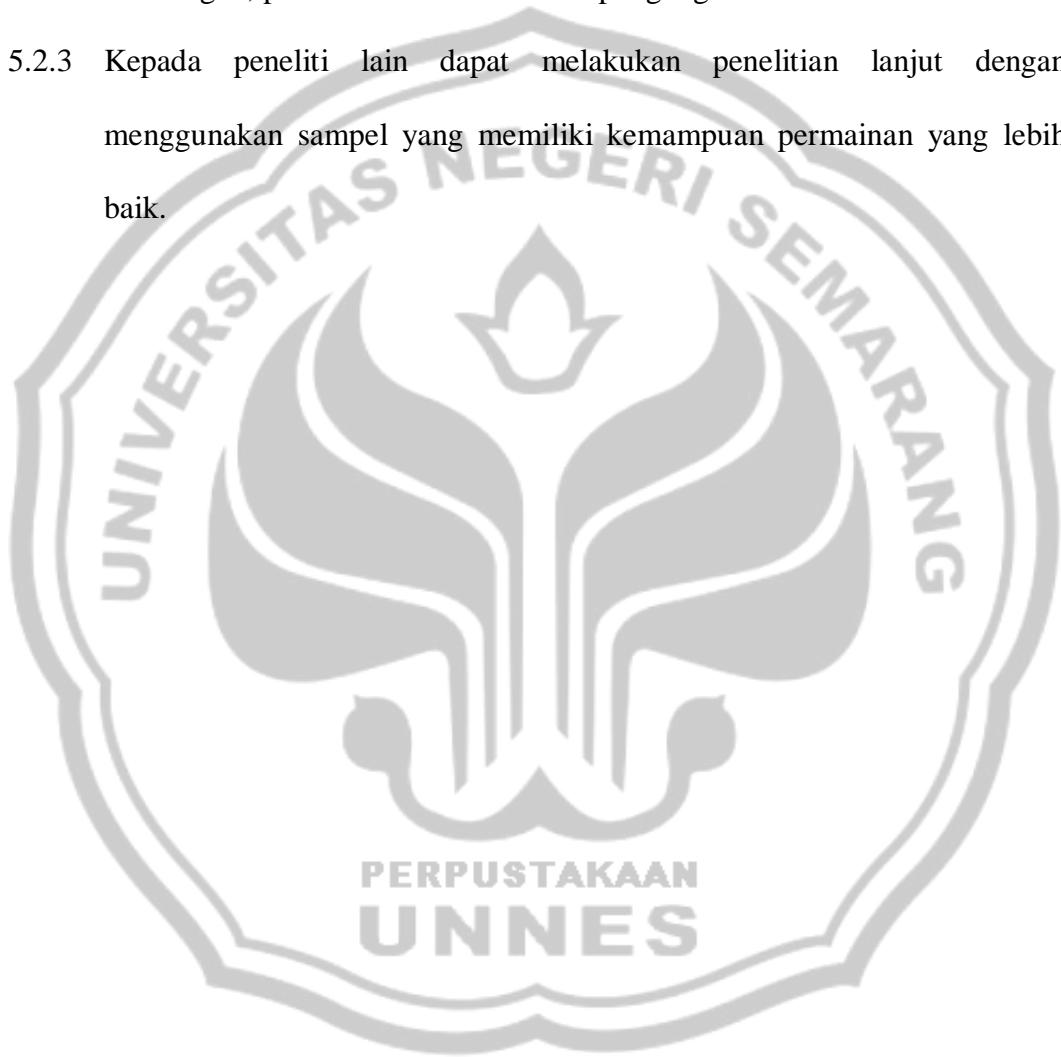 5.2.3 Kepada peneliti lain dapat melakukan penelitian lanjut dengan
menggunakan sampel yang memiliki kemampuan permainan yang lebih
baik.
UNIVERSITAS NEGERI SEMARANG
PERPUSTAKAAN
UNNES